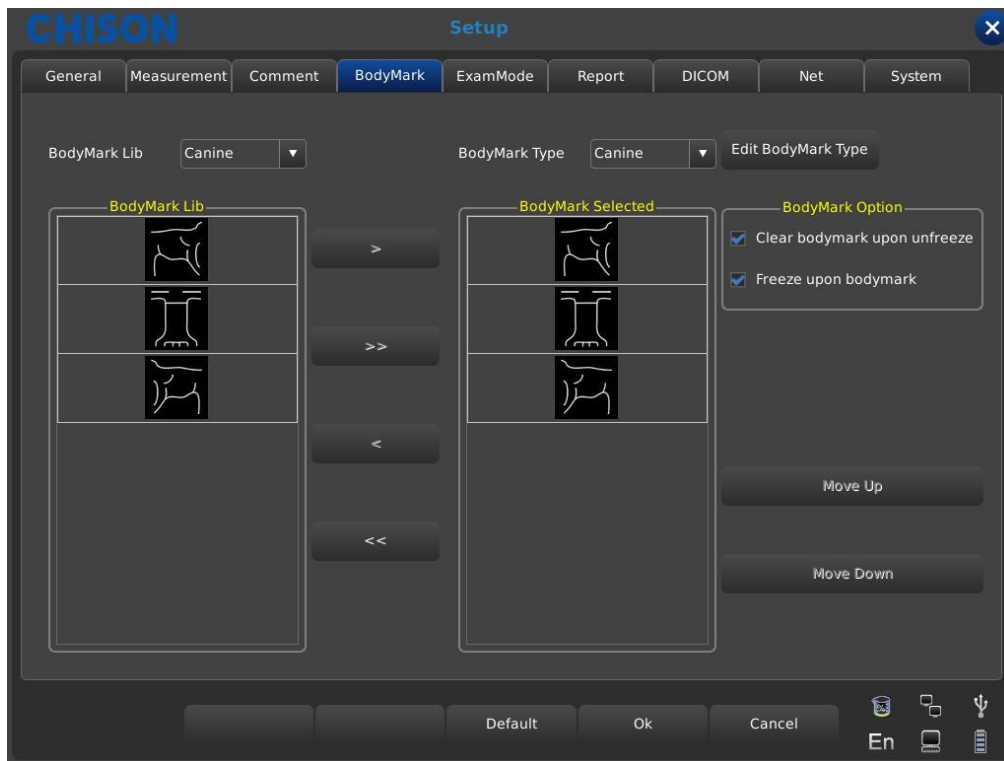 CHISON
Setup
General Measurement Comment BodyMark ExamMode Report DICOM Net System
BodyMark Lib Canine BodyMark Type Canine Edit BodyMark Type
BodyMark Lib
BodyMark Selected
BodyMark Option
Clear bodymark upon unfreeze
Freeze upon bodymark
>
>>
<
<<
Move Up
Move Down
Default Ok Cancel
En